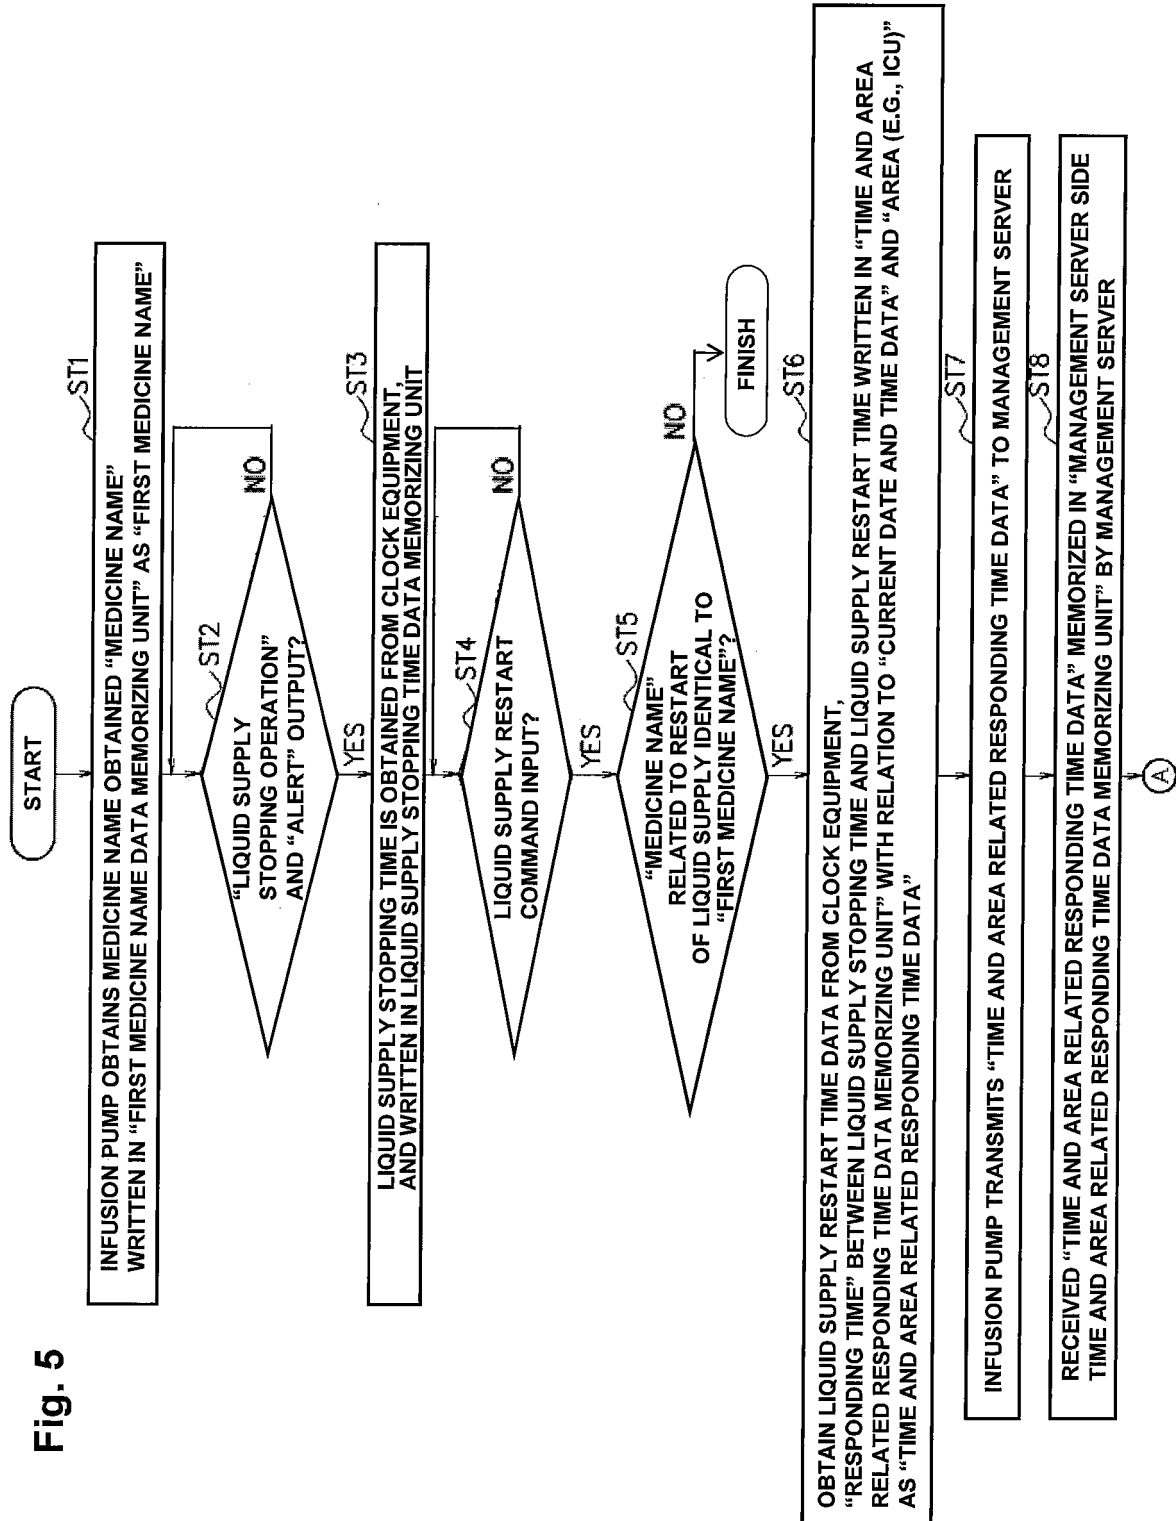 Fig. 5
START
ST1
INFUSION PUMP OBTAINS MEDICINE NAME OBTAINED “MEDICINE NAME”
WRITTEN IN “FIRST MEDICINE NAME DATA MEMORIZING UNIT” AS “FIRST MEDICINE NAME”
ST2
“LIQUID SUPPLY
STOPPING OPERATION”
AND “ALERT” OUTPUT?
NO
YES
ST3
LIQUID SUPPLY STOPPING TIME IS OBTAINED FROM CLOCK EQUIPMENT,
AND WRITTEN IN LIQUID SUPPLY STOPPING TIME DATA MEMORIZING UNIT
ST4
LIQUID SUPPLY RESTART
COMMAND INPUT?
NO
YES
ST5
“MEDICINE NAME”
RELATED TO RESTART
OF LIQUID SUPPLY IDENTICAL TO
“FIRST MEDICINE NAME”?
NO
FINISH
YES
ST6
OBTAIN LIQUID SUPPLY RESTART TIME DATA FROM CLOCK EQUIPMENT,
“RESPONDING TIME” BETWEEN LIQUID SUPPLY STOPPING TIME AND LIQUID SUPPLY RESTART TIME WRITTEN IN “TIME AND AREA
RELATED RESPONDING TIME DATA MEMORIZING UNIT” WITH RELATION TO “CURRENT DATE AND TIME DATA” AND “AREA (E.G., ICU)”
AS “TIME AND AREA RELATED RESPONDING TIME DATA”
ST7
INFUSION PUMP TRANSMITS “TIME AND AREA RELATED RESPONDING TIME DATA” TO MANAGEMENT SERVER
ST8
RECEIVED “TIME AND AREA RELATED RESPONDING TIME DATA” MEMORIZED IN “MANAGEMENT SERVER SIDE
TIME AND AREA RELATED RESPONDING TIME DATA MEMORIZING UNIT” BY MANAGEMENT SERVER
A